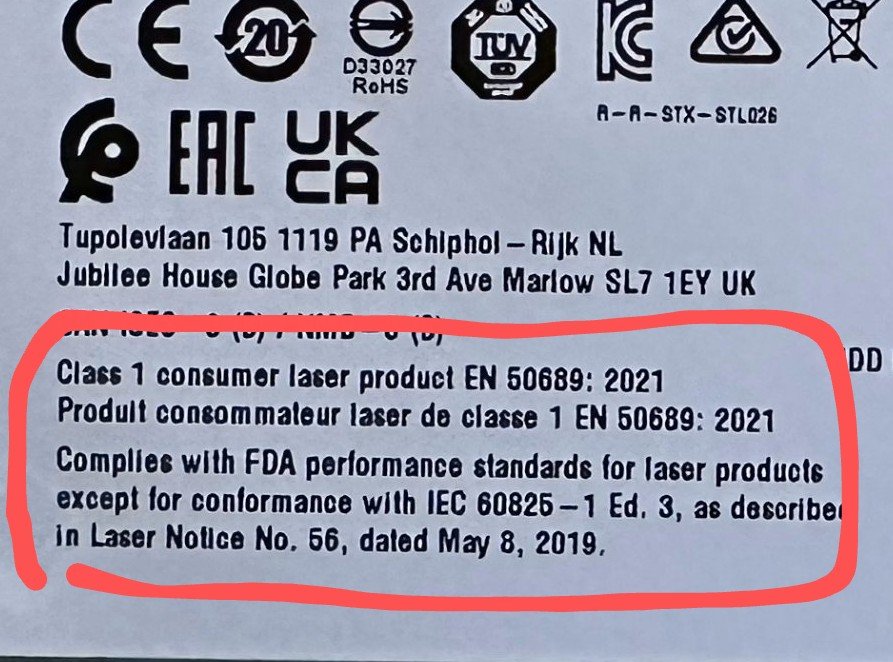 CE 20 TÜV
D33027
RoHS
R-A-STX-STL026
EAC UK
CA
Tupolevlaan 105 1119 PA Schiphol – Rijk NL
Jubilee House Globe Park 3rd Ave Marlow SL7 1EY UK
DD
Class 1 consumer laser product EN 50689: 2021
Produit consommateur laser de classe 1 EN 50689: 2021
Complies with FDA performance standards for laser products
except for conformance with IEC 60825 – 1 Ed. 3, as described
in Laser Notice No. 56, dated May 8, 2019.